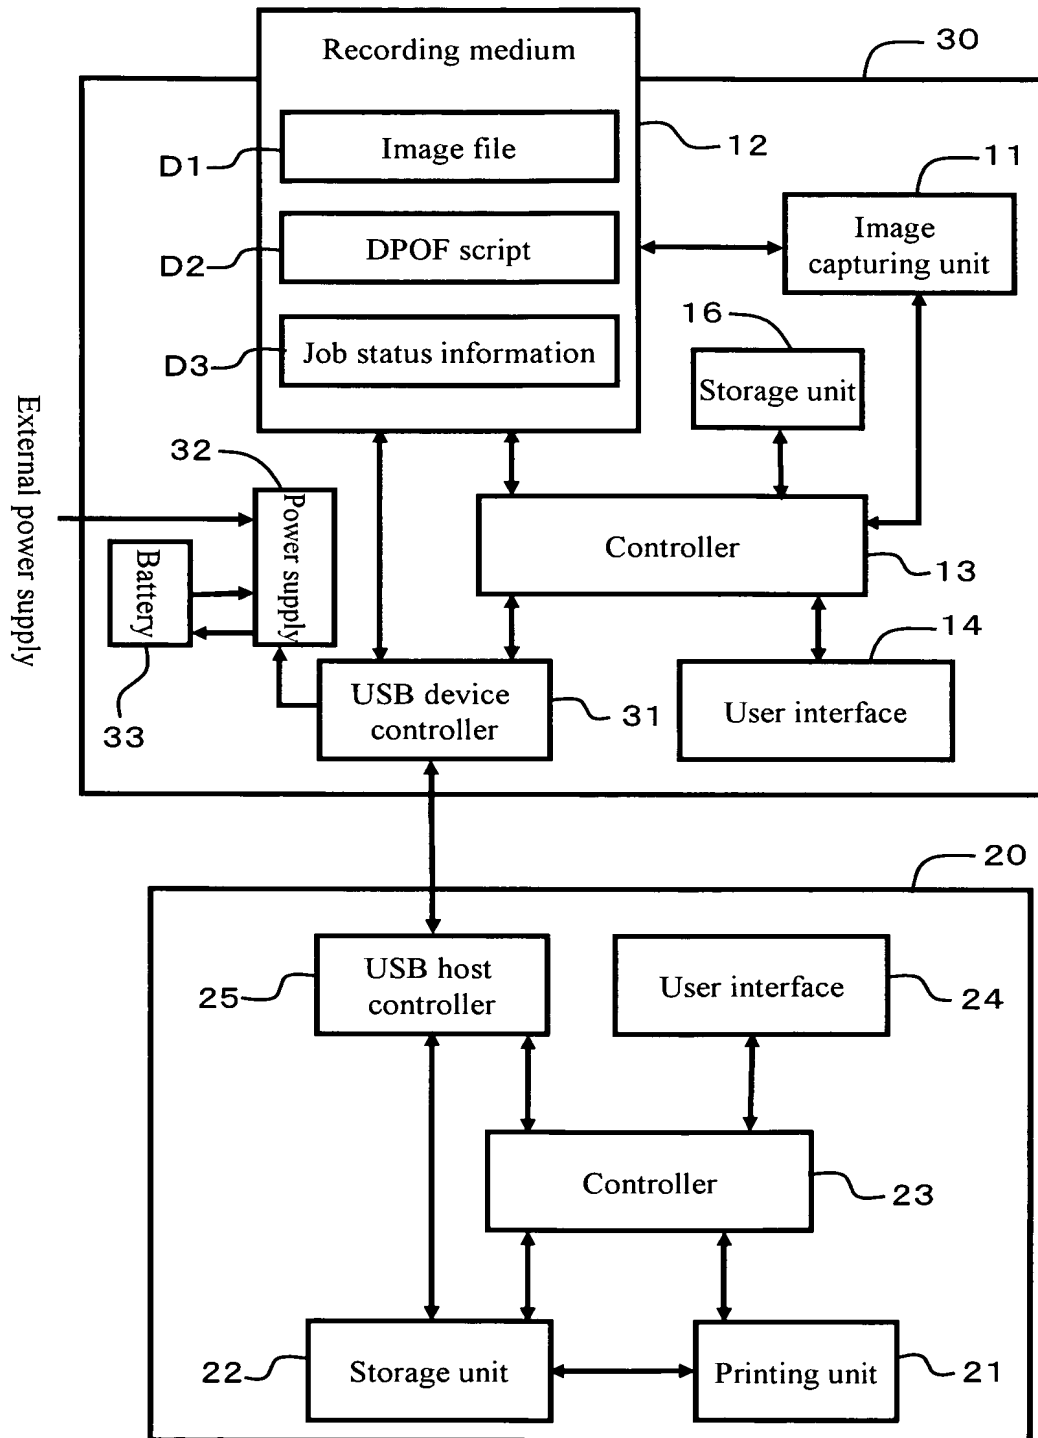 30
Recording medium
12
Image file
D1
11
Image
capturing unit
DPOF script
D2
16
Job status information
D3
Storage unit
External power supply
32
Power supply
Controller
13
Battery
33
14
USB device
controller
31
User interface
20
USB host
controller
25
User interface
24
Controller
23
Storage unit
22
Printing unit
21